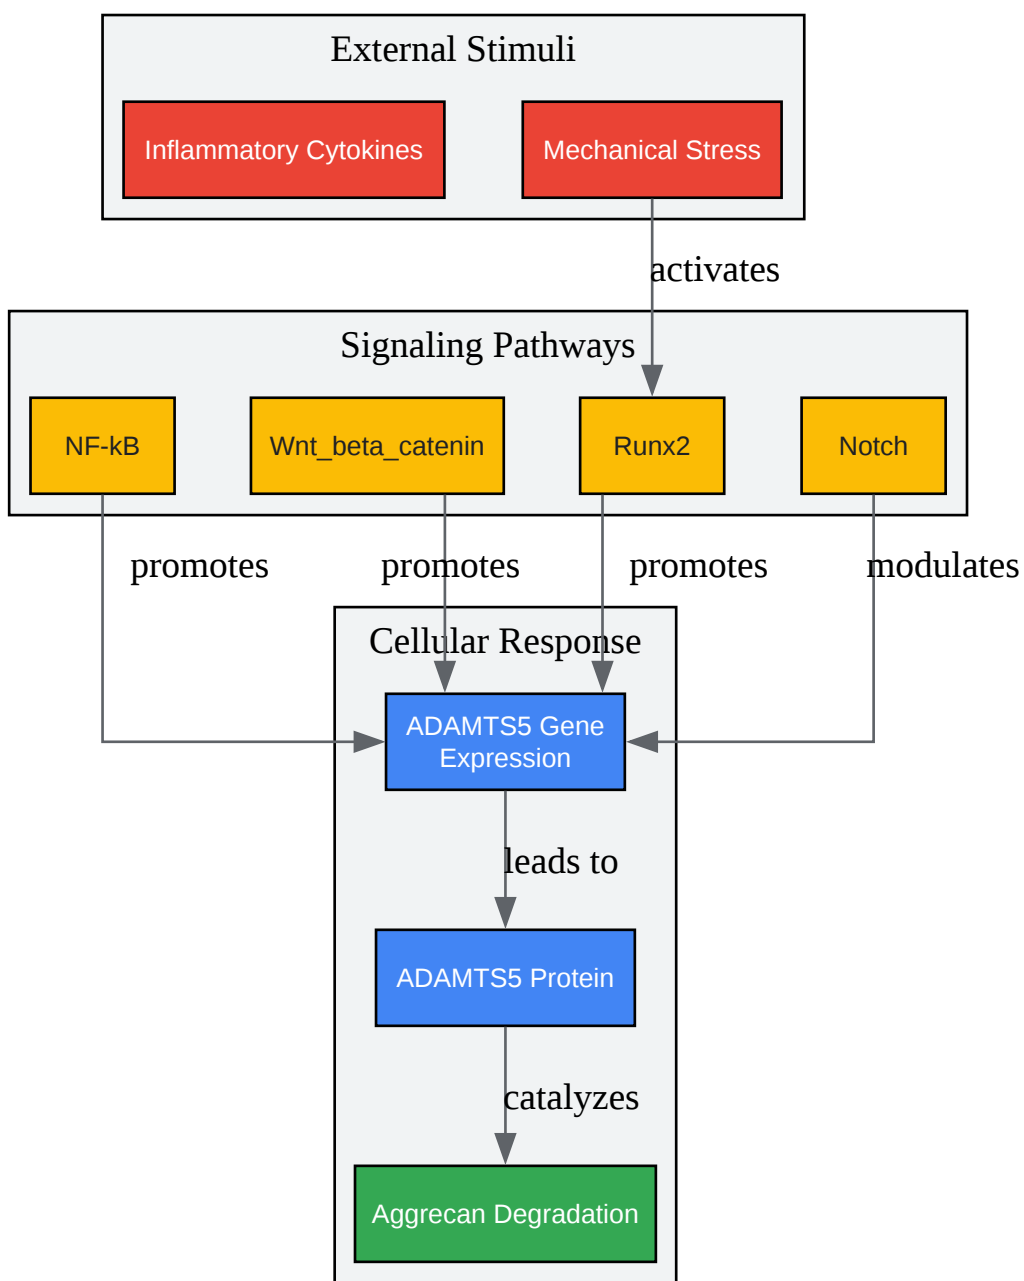 External Stimuli
Inflammatory Cytokines
Mechanical Stress
activates
Signaling Pathways
NF-kB
Wnt_beta_catenin
Runx2
Notch
promotes
promotes
promotes
modulates
Cellular Response
ADAMTS5 Gene
Expression
leads to
ADAMTS5 Protein
catalyzes
Aggrecan Degradation